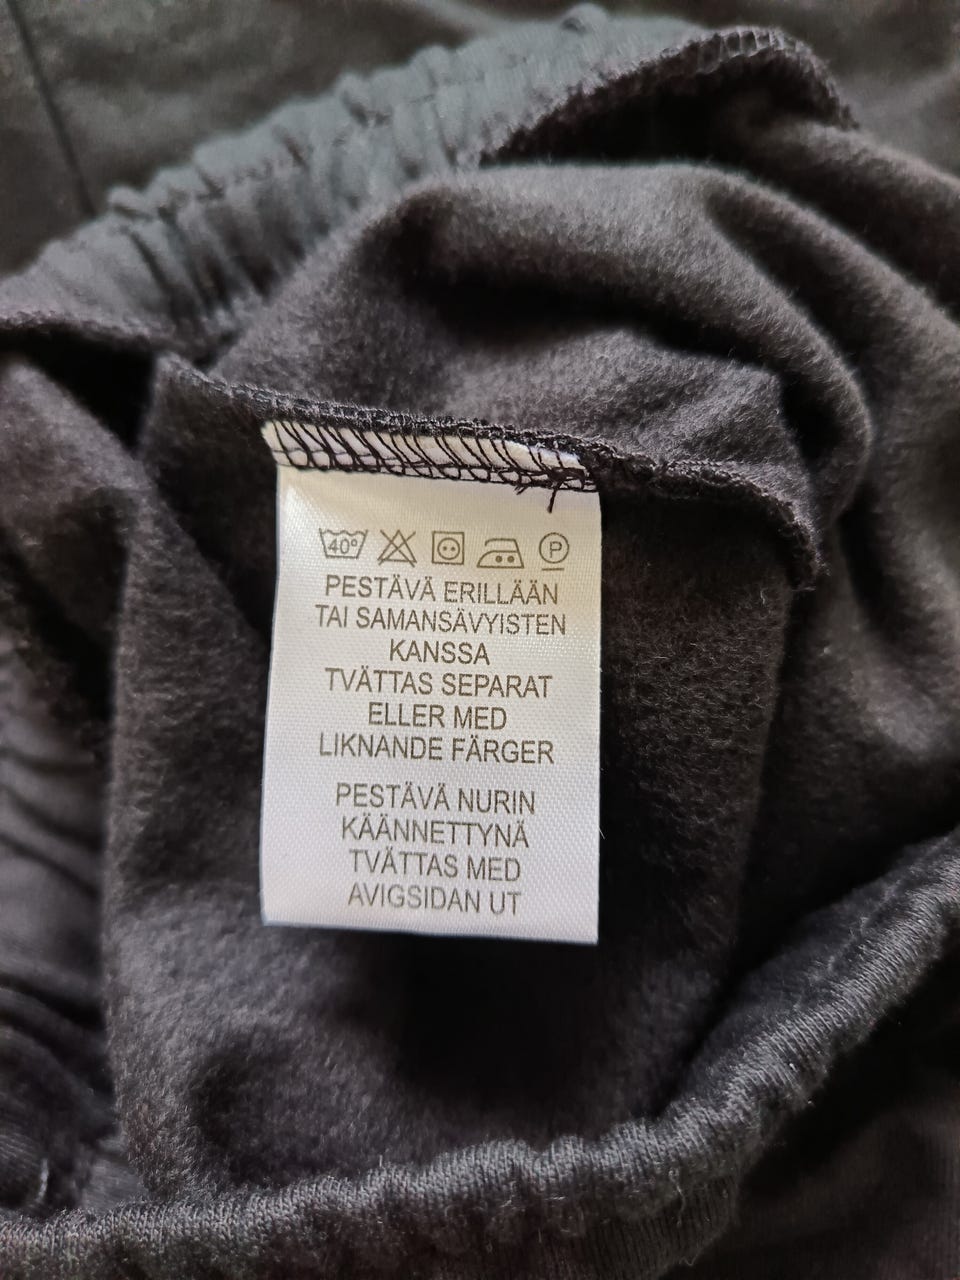 40°
P
PESTÄVÄ ERILLÄÄN
TAI SAMANSÄVYISTEN
KANSSA
TVÄTTAS SEPARAT
ELLER MED
LIKNANDE FÄRGER
PESTÄVÄ NURIN
KÄÄNNETTYNÄ
TVÄTTAS MED
AVIGSIDAN UT